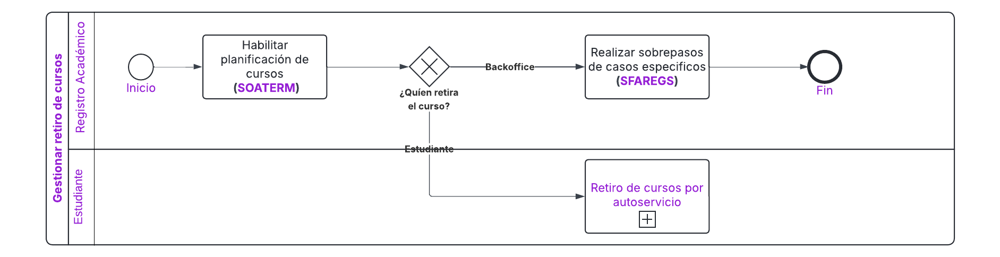 Gestionar retiro de cursos
Registro Académico
Inicio
Habilitar
planificación de
cursos
(SOATERM)
¿Quíen retira
el curso?
Backoffice
Realizar sobrepasos
de casos especificos
(SFAREGS)
Fin
Estudiante
Estudiante
Retiro de cursos por
autoservicio